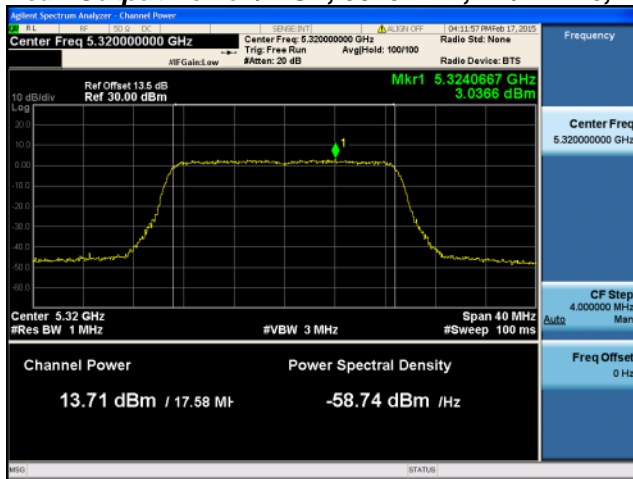 Agilent Spectrum Analyzer - Channel Power
RL RF 50 Ω DC SENSE:INT ALIGN OFF 04:11:57 PM Feb 17, 2015
Center Freq 5.320000000 GHz
Center Freq: 5.320000000 GHz
Radio Std: None
Trig: Free Run Avg|Hold: 100/100
#IFGain:Low #Atten: 20 dB Radio Device: BTS
Frequency
Ref Offset 13.5 dB
Ref 30.00 dBm
10 dB/div
Log
Mkr1 5.3240667 GHz
3.0366 dBm
20.0
10.0
0.00
-10.0
-20.0
-30.0
-40.0
-50.0
-60.0
1
Center Freq
5.320000000 GHz
Center 5.32 GHz Span 40 MHz
#Res BW 1 MHz #VBW 3 MHz #Sweep 100 ms
CF Step
4.000000 MHz
Auto Man
Channel Power Power Spectral Density
13.71 dBm / 17.58 MH -58.74 dBm /Hz
Freq Offset
0 Hz
MSG STATUS